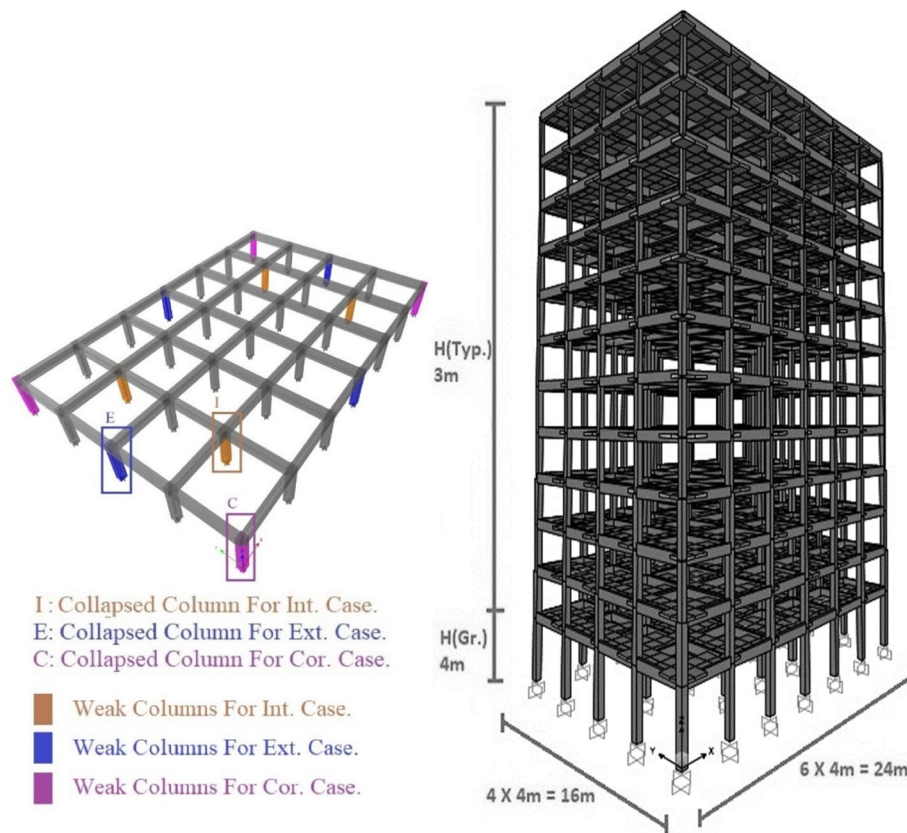 E
I
C
I : Collapsed Column For Int. Case.
E: Collapsed Column For Ext. Case.
C: Collapsed Column For Cor. Case.
Weak Columns For Int. Case.
Weak Columns For Ext. Case.
Weak Columns For Cor. Case.
H(Typ.)
3m
H(Gr.)
4m
Z
Y
X
4 X 4m = 16m
6 X 4m = 24m